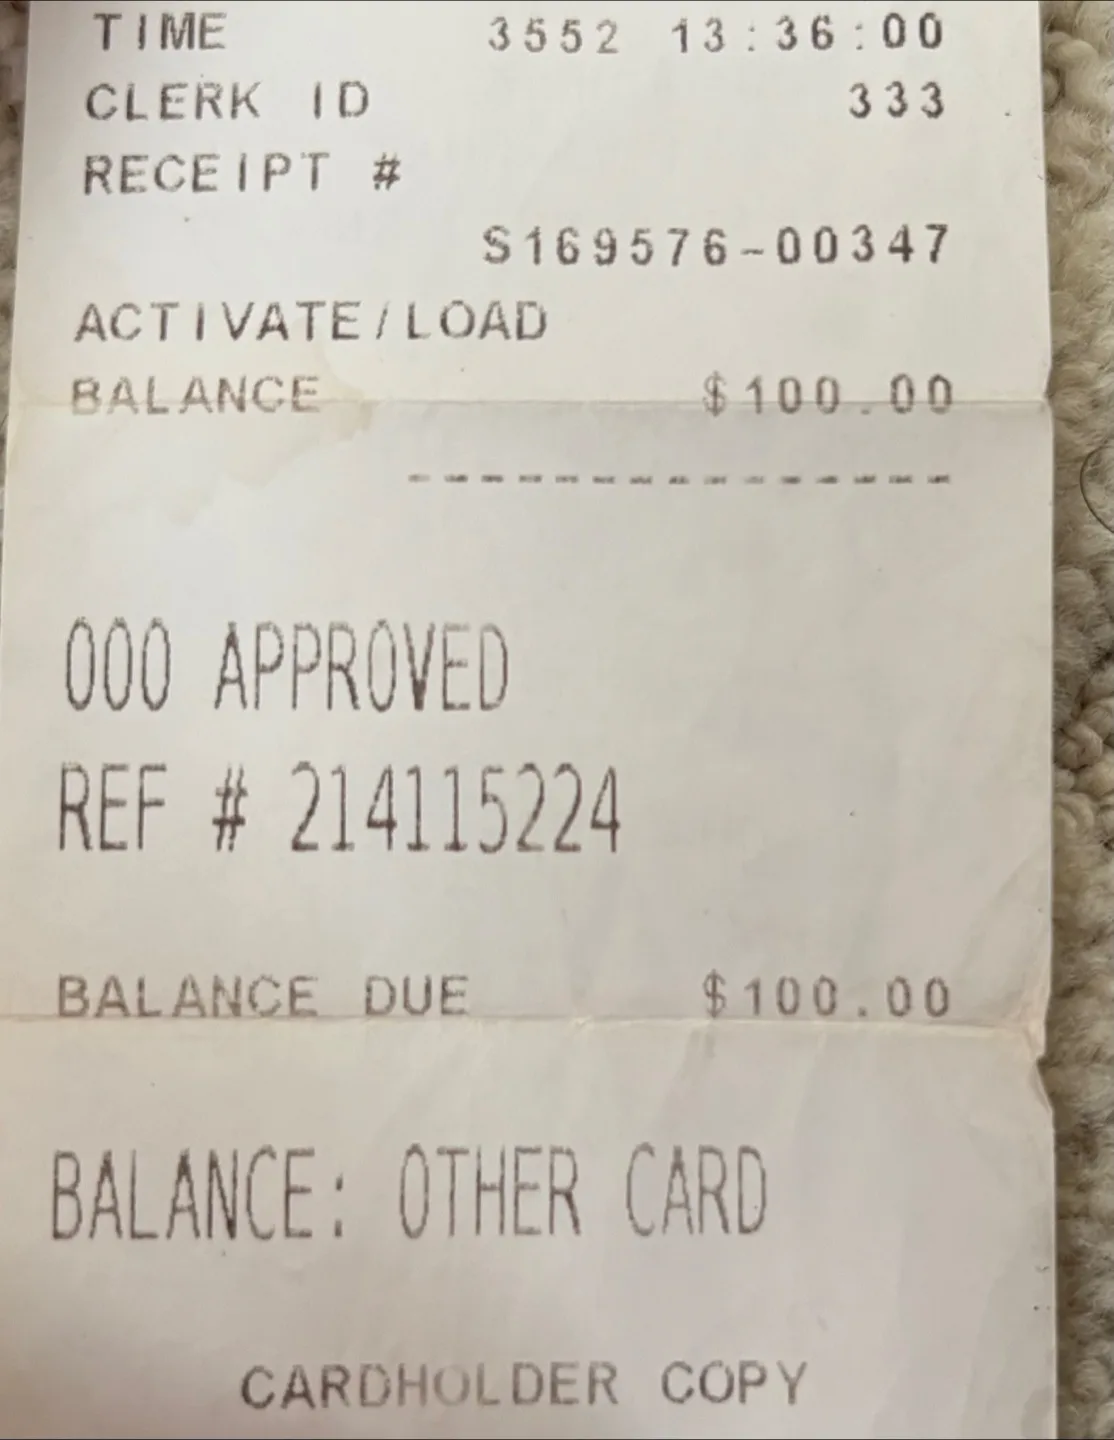 TIME 3552 13:36:00
CLERK ID 333
RECEIPT #
S169576-00347
ACTIVATE/LOAD
BALANCE $100.00
---------------
000 APPROVED
REF # 214115224
BALANCE DUE $100.00
BALANCE: OTHER CARD
CARDHOLDER COPY